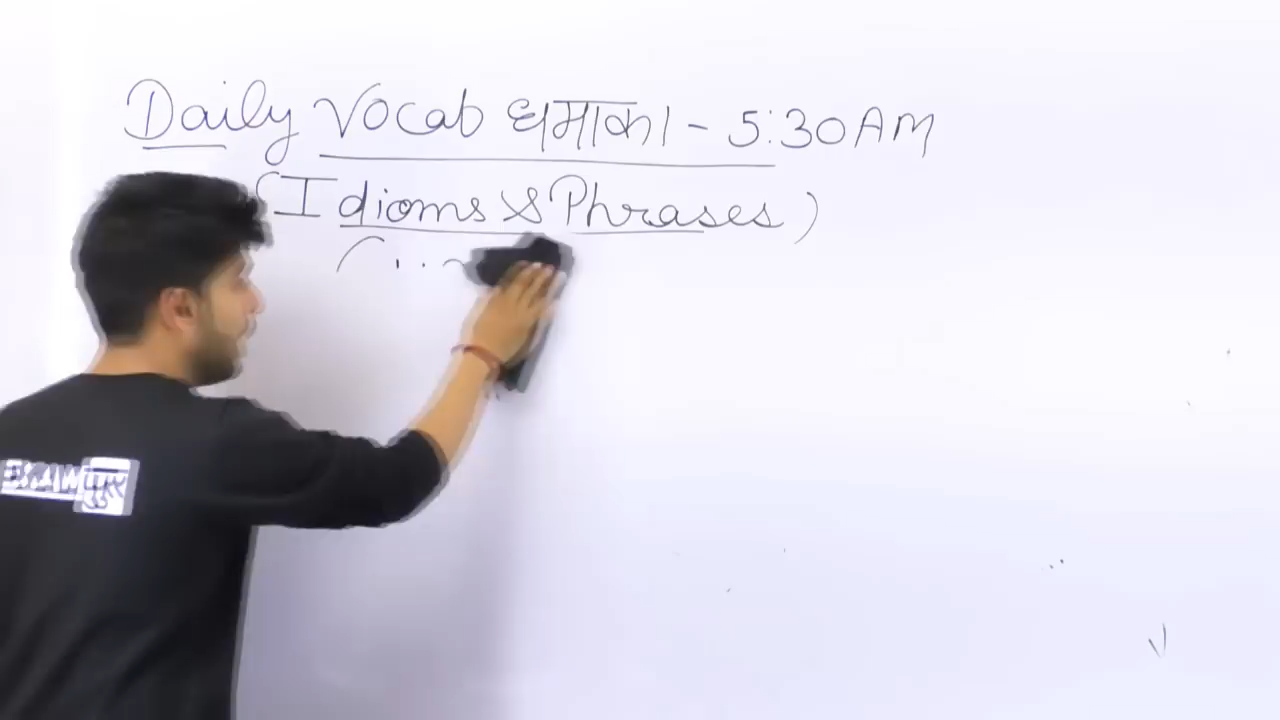 Daily Vocab धमाका - 5:30AM
(Idioms & Phrases)